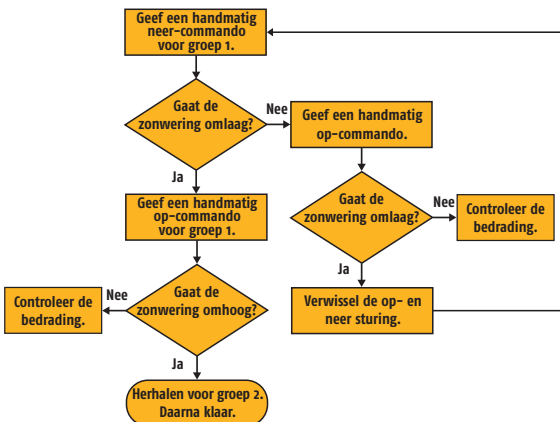 Geef een handmatig
neer-commando
voor groep 1.
Gaat de
zonwering omlaag?
Nee
Geef een handmatig
op-commando.
Ja
Geef een handmatig
op-commando
voor groep 1.
Gaat de
zonwering omlaag?
Nee
Controleer de
bedrading.
Ja
Verwissel de op- en
neer sturing.
Gaat de
zonwering omhoog?
Nee
Controleer de
bedrading.
Ja
Herhalen voor groep 2.
Daarna klaar.